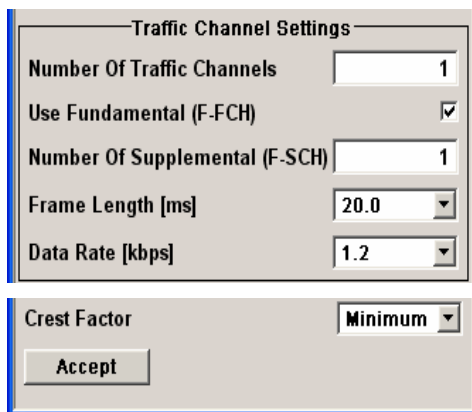 Traffic Channel Settings
Number Of Traffic Channels 1
Use Fundamental (F-FCH)
Number Of Supplemental (F-SCH) 1
Frame Length [ms] 20.0
Data Rate [kbps] 1.2
Crest Factor Minimum
Accept